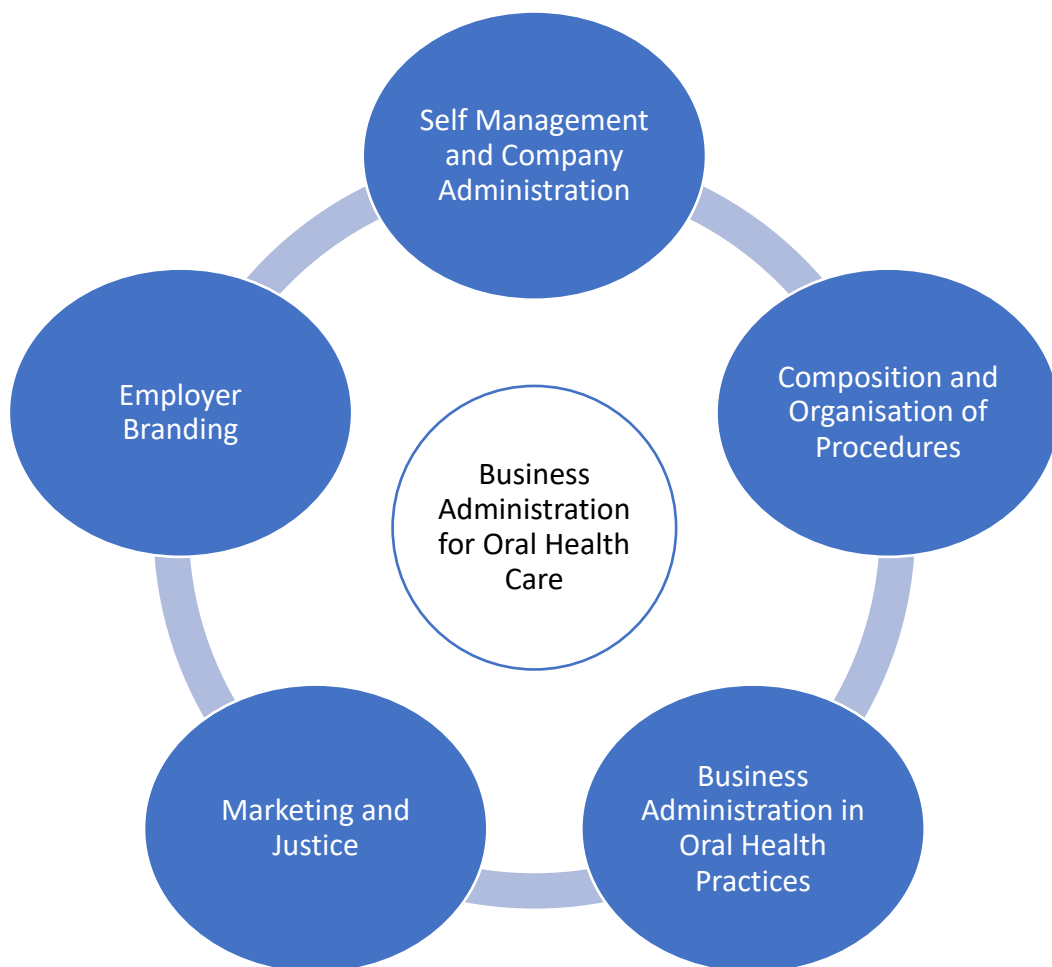 Self Management
and Company
Administration
Composition and
Organisation of
Procedures
Business
Administration in
Oral Health
Practices
Marketing and
Justice
Employer
Branding
Business
Administration
for Oral Health
Care